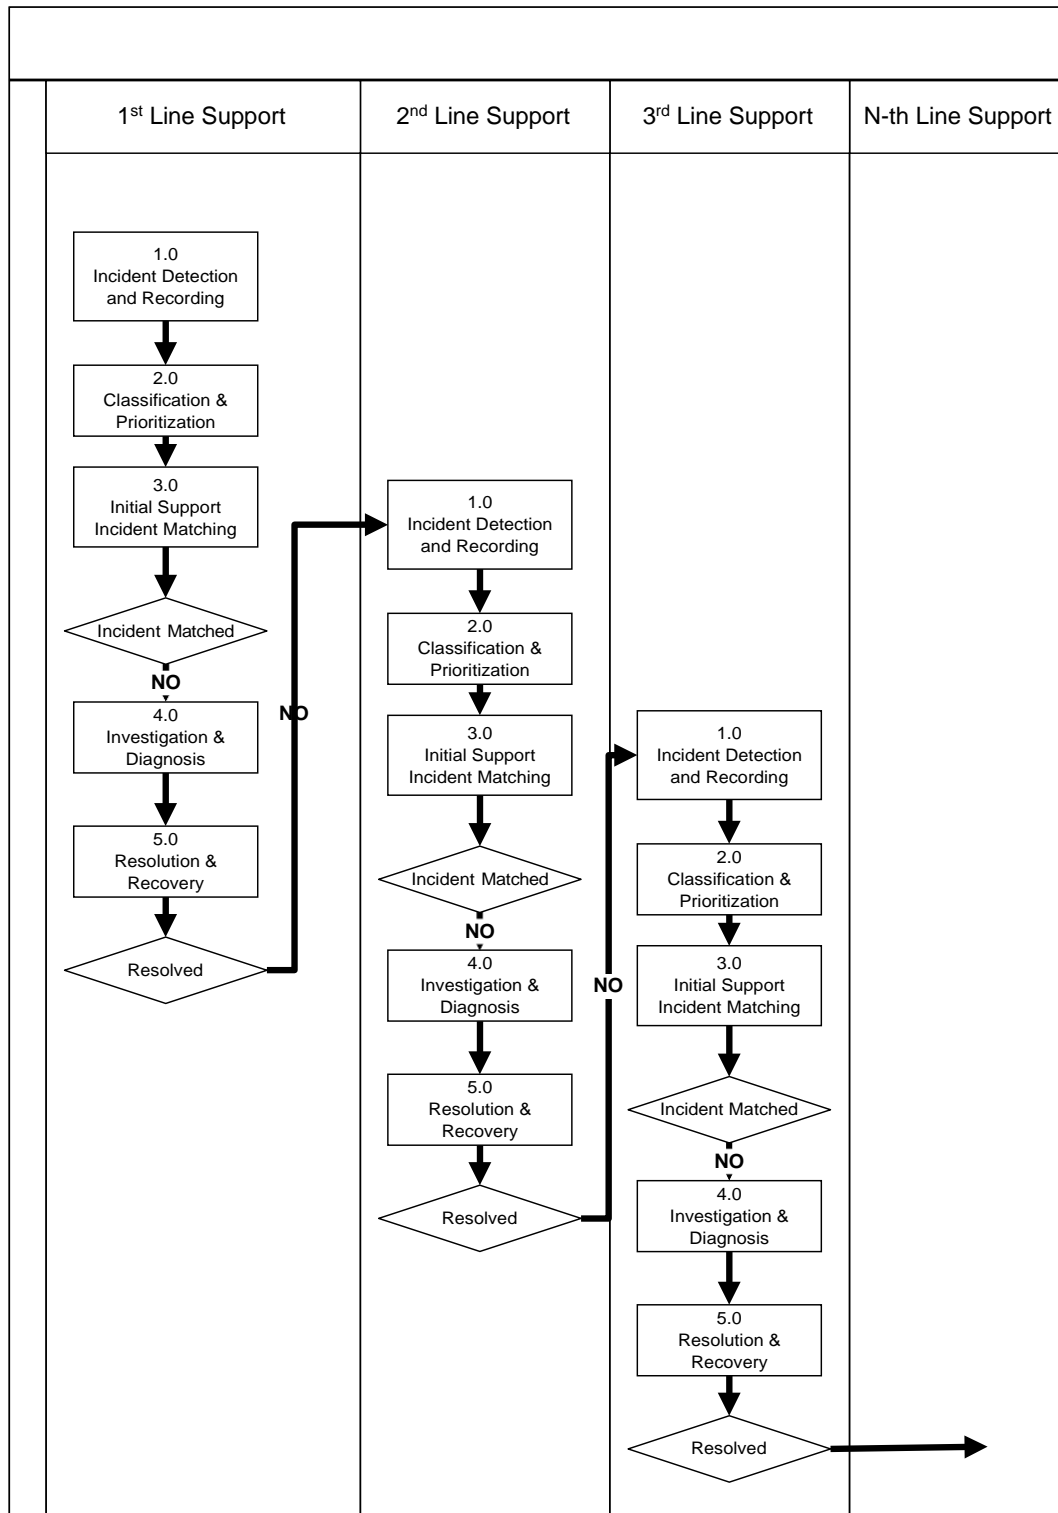 1st Line Support
2nd Line Support
3rd Line Support
N-th Line Support
1.0
Incident Detection
and Recording
2.0
Classification &
Prioritization
3.0
Initial Support
Incident Matching
Incident Matched
NO
4.0
Investigation &
Diagnosis
5.0
Resolution &
Recovery
Resolved
NO
1.0
Incident Detection
and Recording
2.0
Classification &
Prioritization
3.0
Initial Support
Incident Matching
Incident Matched
NO
4.0
Investigation &
Diagnosis
5.0
Resolution &
Recovery
Resolved
NO
1.0
Incident Detection
and Recording
2.0
Classification &
Prioritization
3.0
Initial Support
Incident Matching
Incident Matched
NO
4.0
Investigation &
Diagnosis
5.0
Resolution &
Recovery
Resolved